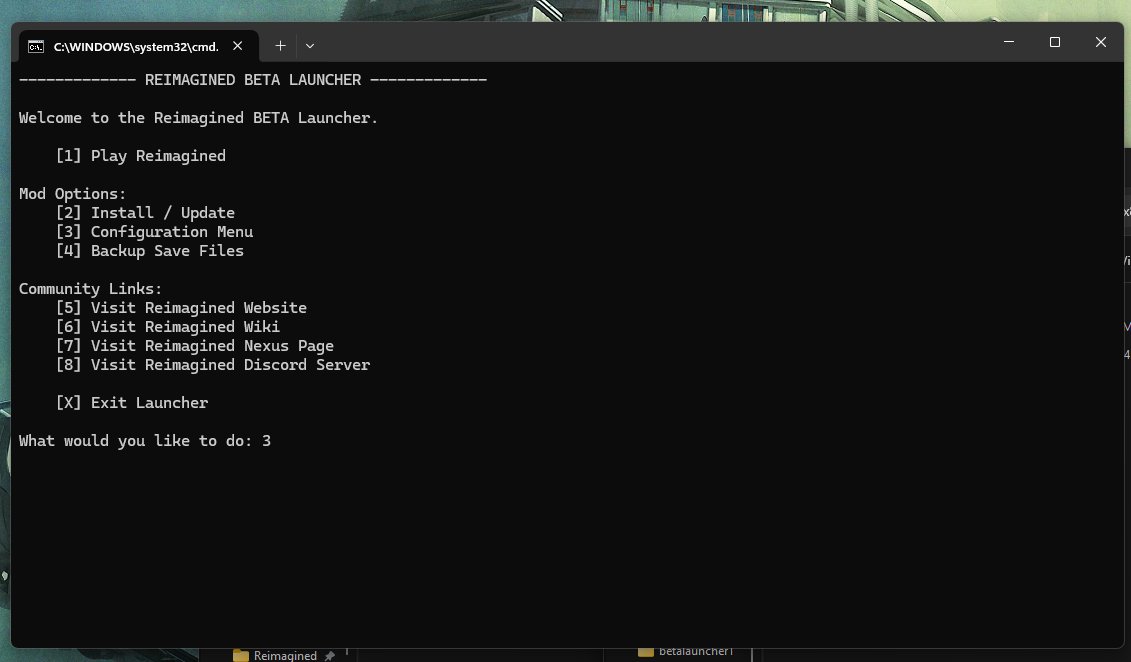 C:\WINDOWS\system32\cmd.
------------- REIMAGINED BETA LAUNCHER -------------
Welcome to the Reimagined BETA Launcher.
[1] Play Reimagined
Mod Options:
[2] Install / Update
[3] Configuration Menu
[4] Backup Save Files
Community Links:
[5] Visit Reimagined Website
[6] Visit Reimagined Wiki
[7] Visit Reimagined Nexus Page
[8] Visit Reimagined Discord Server
[X] Exit Launcher
What would you like to do: 3
Reimagined
betalauncher1